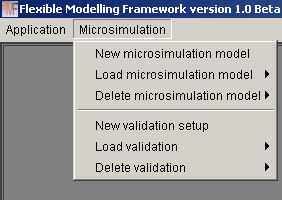 Flexible Modelling Framework version 1.0 Beta
Application Microsimulation
New microsimulation model
Load microsimulation model
Delete microsimulation model
New validation setup
Load validation
Delete validation